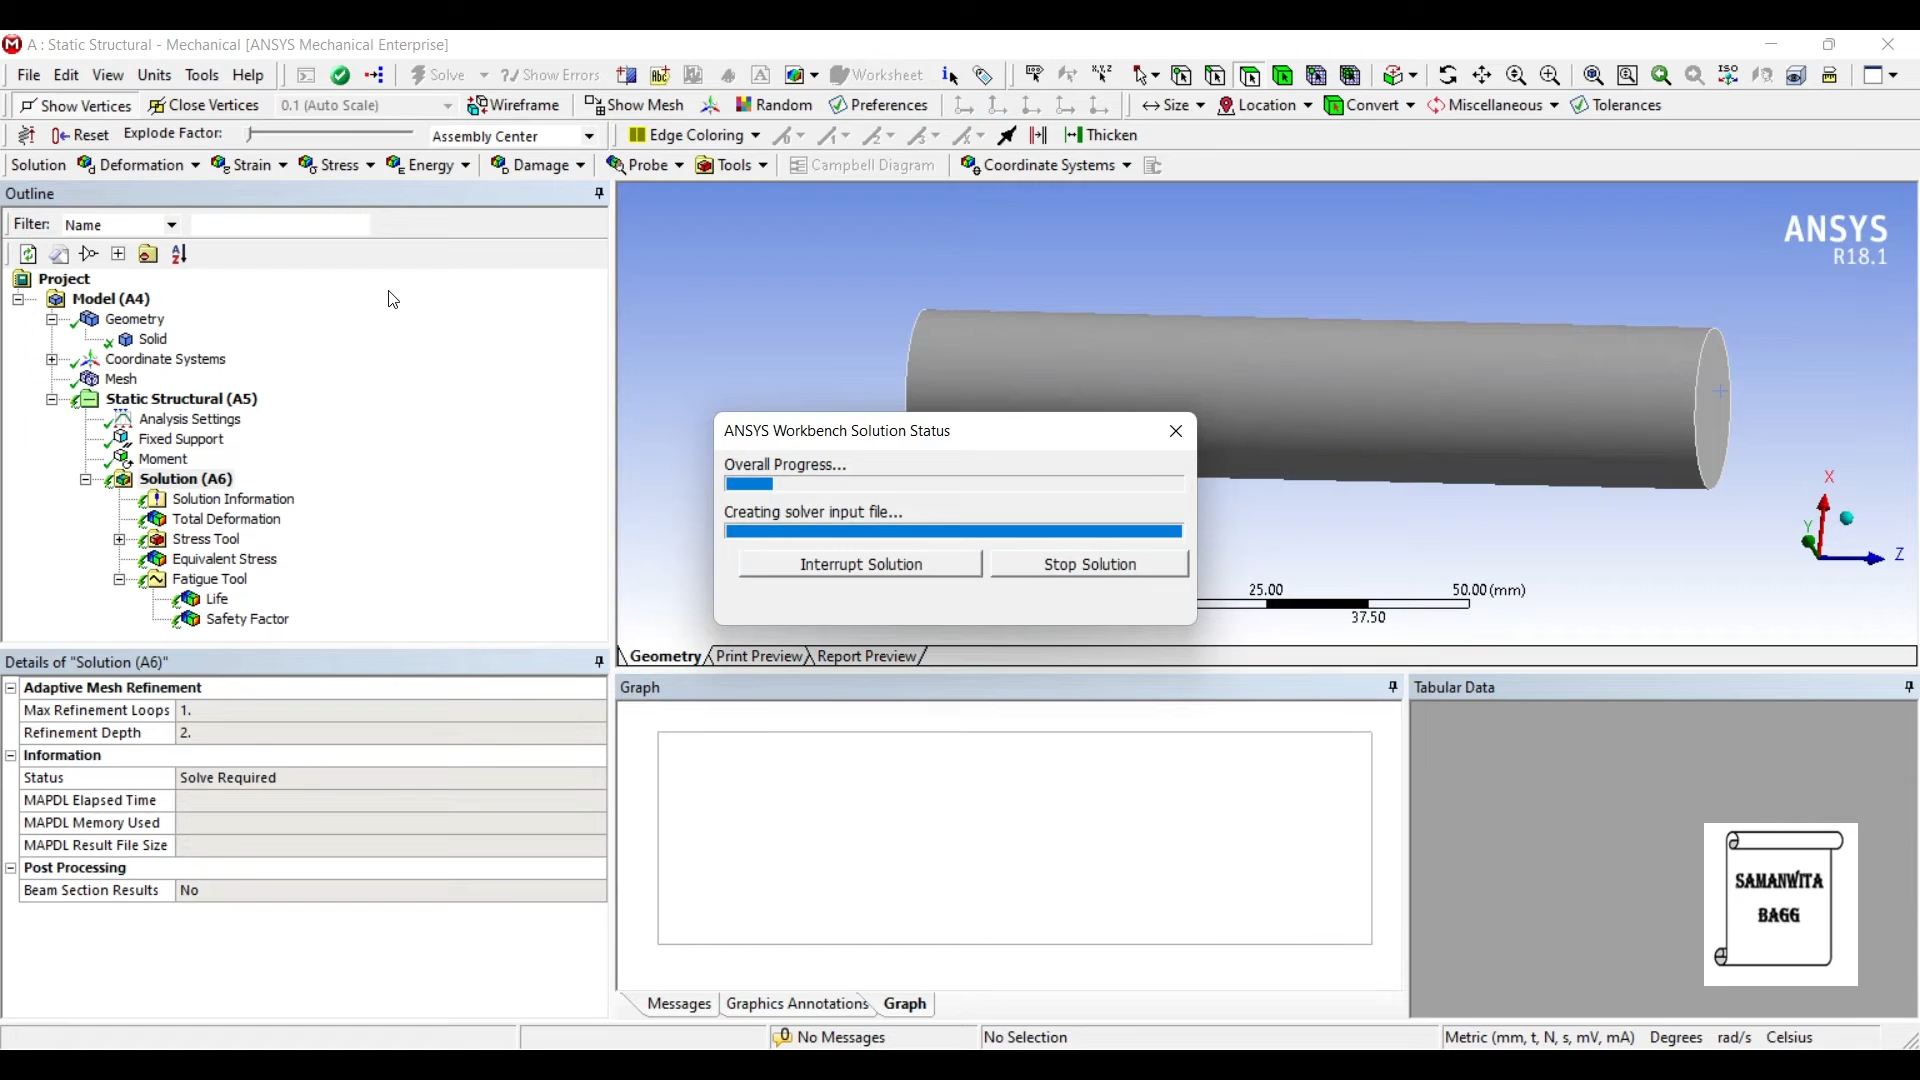 A : Static Structural - Mechanical [ANSYS Mechanical Enterprise]
File Edit View Units Tools Help Solve ?/ Show Errors Worksheet
Show Vertices Close Vertices 0.1 (Auto Scale) Wireframe Show Mesh Random Preferences Size Location Convert Miscellaneous Tolerances
Reset Explode Factor: Assembly Center Edge Coloring Thicken
Solution Deformation Strain Stress Energy Damage Probe Tools Campbell Diagram Coordinate Systems
Outline
Filter: Name
Project
Model (A4)
Geometry
Solid
Coordinate Systems
Mesh
Static Structural (A5)
Analysis Settings
Fixed Support
Moment
Solution (A6)
Solution Information
Total Deformation
Stress Tool
Equivalent Stress
Fatigue Tool
Life
Safety Factor
ANSYS
R18.1
ANSYS Workbench Solution Status
Overall Progress...
Creating solver input file...
Interrupt Solution Stop Solution
X
Y
Z
25.00 50.00 (mm)
37.50
Geometry Print Preview Report Preview
Details of "Solution (A6)"
Adaptive Mesh Refinement
Max Refinement Loops 1.
Refinement Depth 2.
Information
Status Solve Required
MAPDL Elapsed Time
MAPDL Memory Used
MAPDL Result File Size
Post Processing
Beam Section Results No
Graph
Tabular Data
SAMANWITA
BAGG
Messages Graphics Annotations Graph
No Messages No Selection Metric (mm, t, N, s, mV, mA) Degrees rad/s Celsius